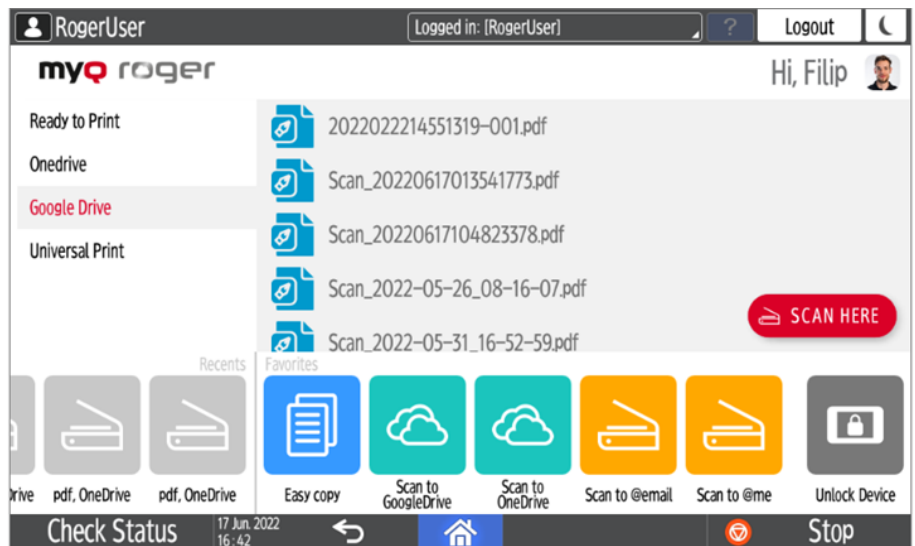 RogerUser
Logged in: [RogerUser]
?
Logout
myQ roger
Hi, Filip
Ready to Print
Onedrive
Google Drive
Universal Print
2022022214551319-001.pdf
Scan_20220617013541773.pdf
Scan_20220617104823378.pdf
Scan_2022-05-26_08-16-07.pdf
Scan_2022-05-31_16-52-59.pdf
SCAN HERE
Recents
Favorites
Drive
pdf, OneDrive
pdf, OneDrive
Easy copy
Scan to
GoogleDrive
Scan to
OneDrive
Scan to @email
Scan to @me
Unlock Device
Check Status
17 Jun. 2022
16:42
Stop